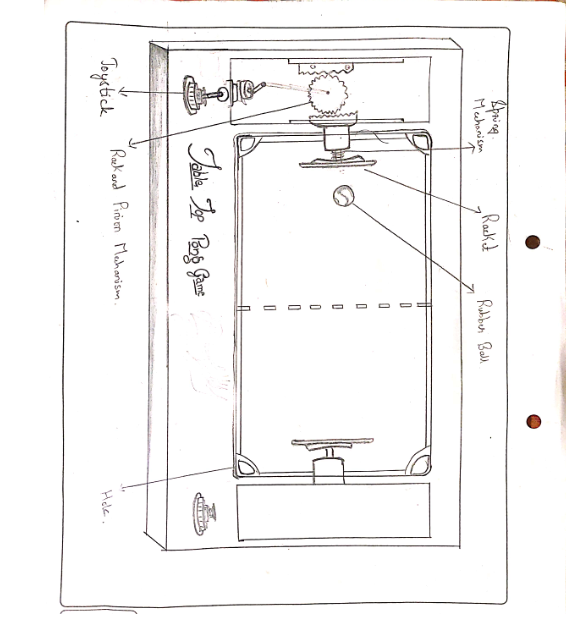 Spring
Mechanism
Racket
Rubber Ball
Table Top Pong Game
Joystick
Rack and Pinion Mechanism.
Hole.